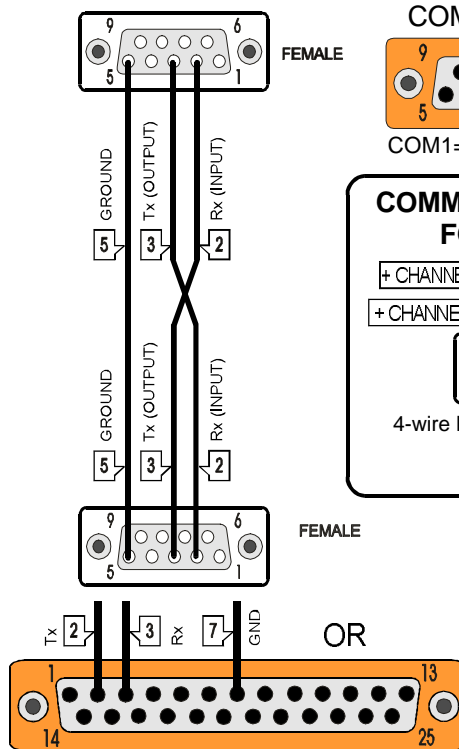 9 6
5 1
FEMALE
GROUND
Tx (OUTPUT)
Rx (INPUT)
5 3 2
GROUND
Tx (OUTPUT)
Rx (INPUT)
5 3 2
9 6
5 1
FEMALE
Tx 2 3 Rx 7 GND
OR
1 13
14 25
COM
9
5
COM1=
COMM
F
+ CHANNE
+ CHANNE
4-wire